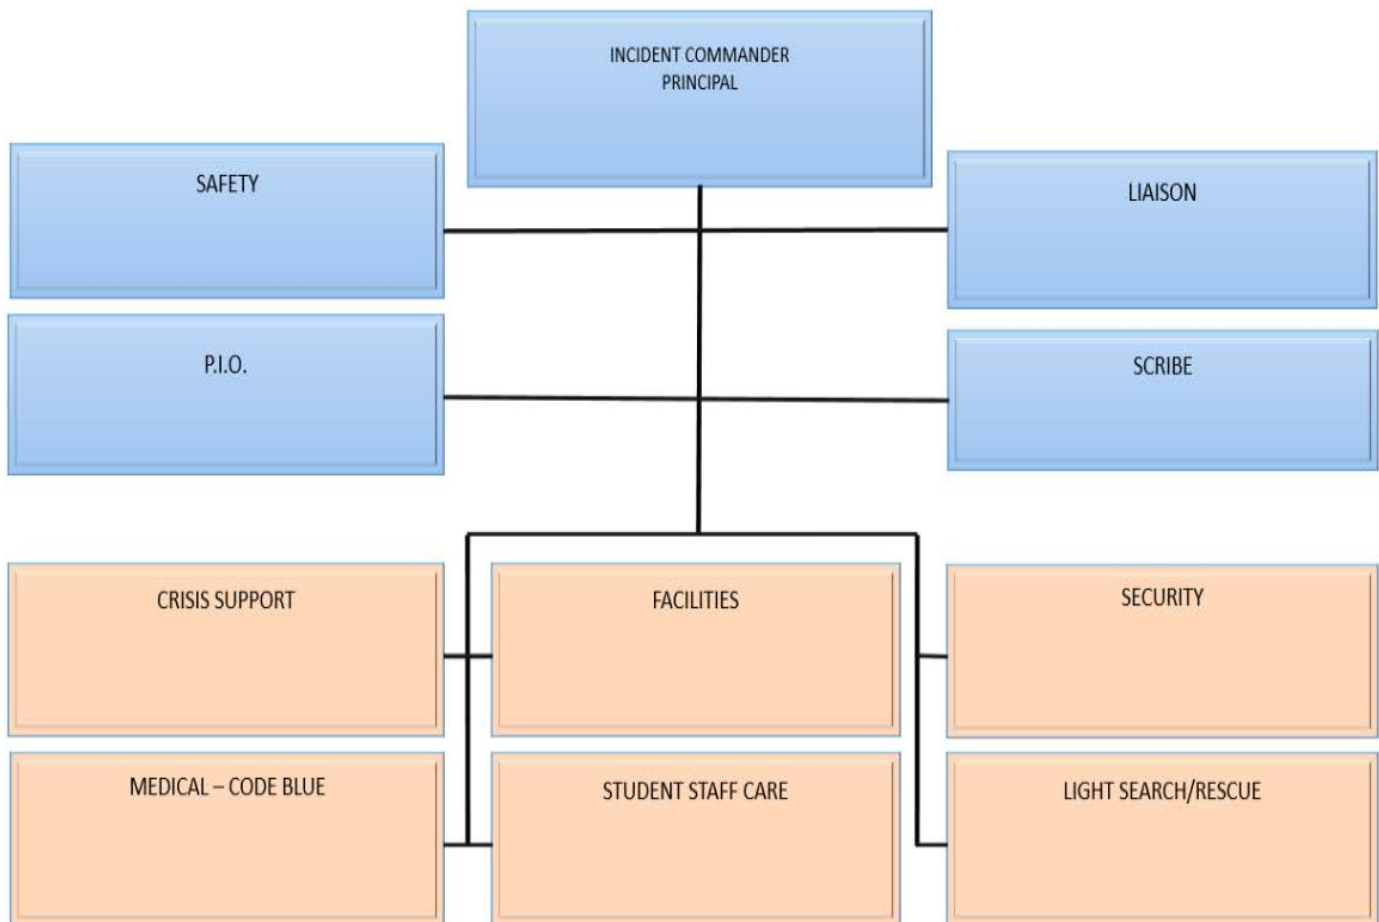 INCIDENT COMMANDER
PRINCIPAL
SAFETY
LIAISON
P.I.O.
SCRIBE
CRISIS SUPPORT
FACILITIES
SECURITY
MEDICAL – CODE BLUE
STUDENT STAFF CARE
LIGHT SEARCH/RESCUE